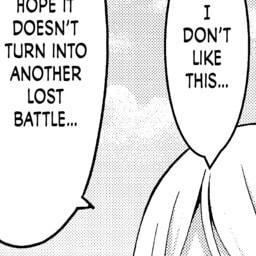 I
DON'T
LIKE
THIS...
HOPE IT
DOESN'T
TURN INTO
ANOTHER
LOST
BATTLE...